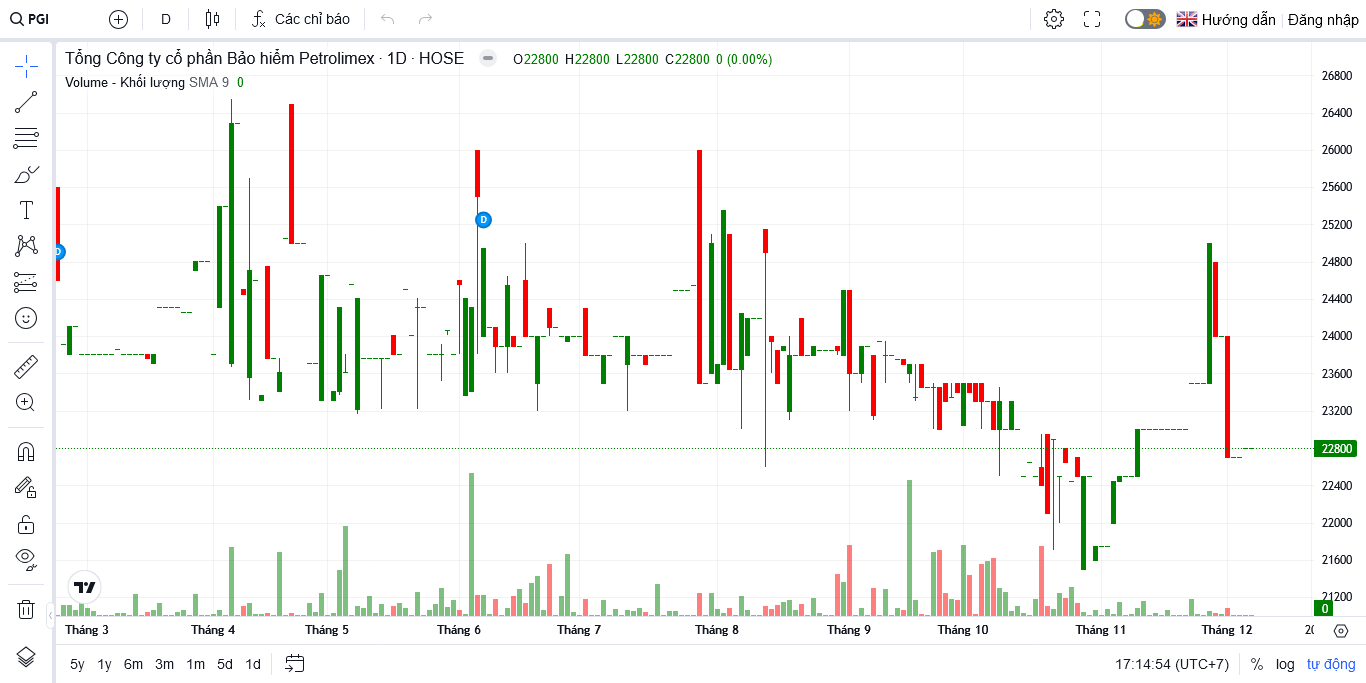 PGI D Các chỉ báo Hướng dẫn Đăng nhập
Tổng Công ty cổ phần Bảo hiểm Petrolimex · 1D · HOSE O22800 H22800 L22800 C22800 0 (0.00%)
Volume - Khối lượng SMA 9 0
26800
26400
26000
25600
25200
24800
24400
24000
23600
23200
22800
22400
22000
21600
21200
0
D
D
Tháng 3 Tháng 4 Tháng 5 Tháng 6 Tháng 7 Tháng 8 Tháng 9 Tháng 10 Tháng 11 Tháng 12
5y 1y 6m 3m 1m 5d 1d 17:14:54 (UTC+7) % log tự động